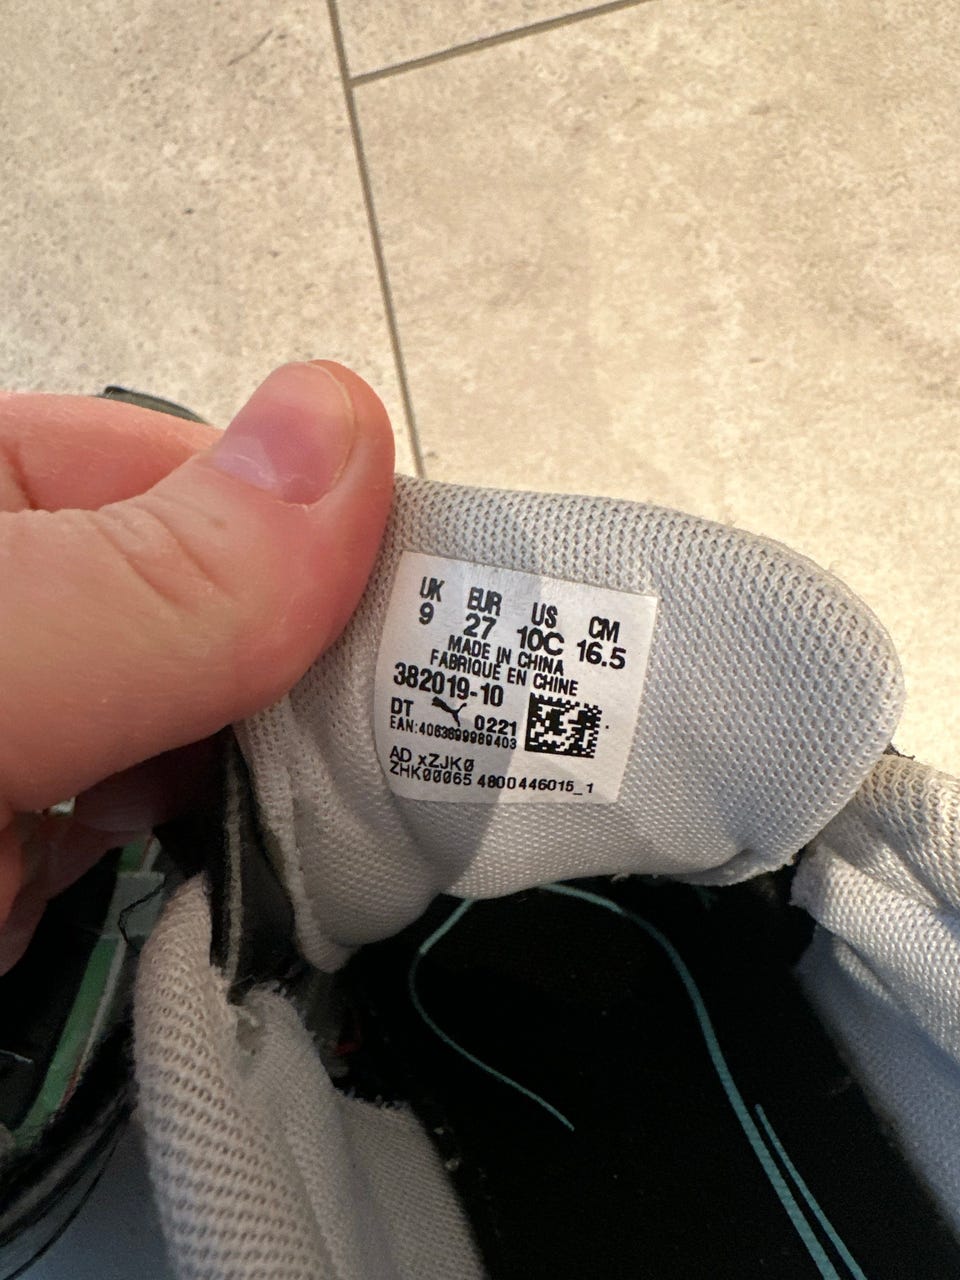 UK EUR US CM
9 27 10C 16.5
MADE IN CHINA
FABRIQUE EN CHINE
382019-10
DT 0221
EAN:4063699989403
AD xZJK0
ZHK00065 4800446015_1